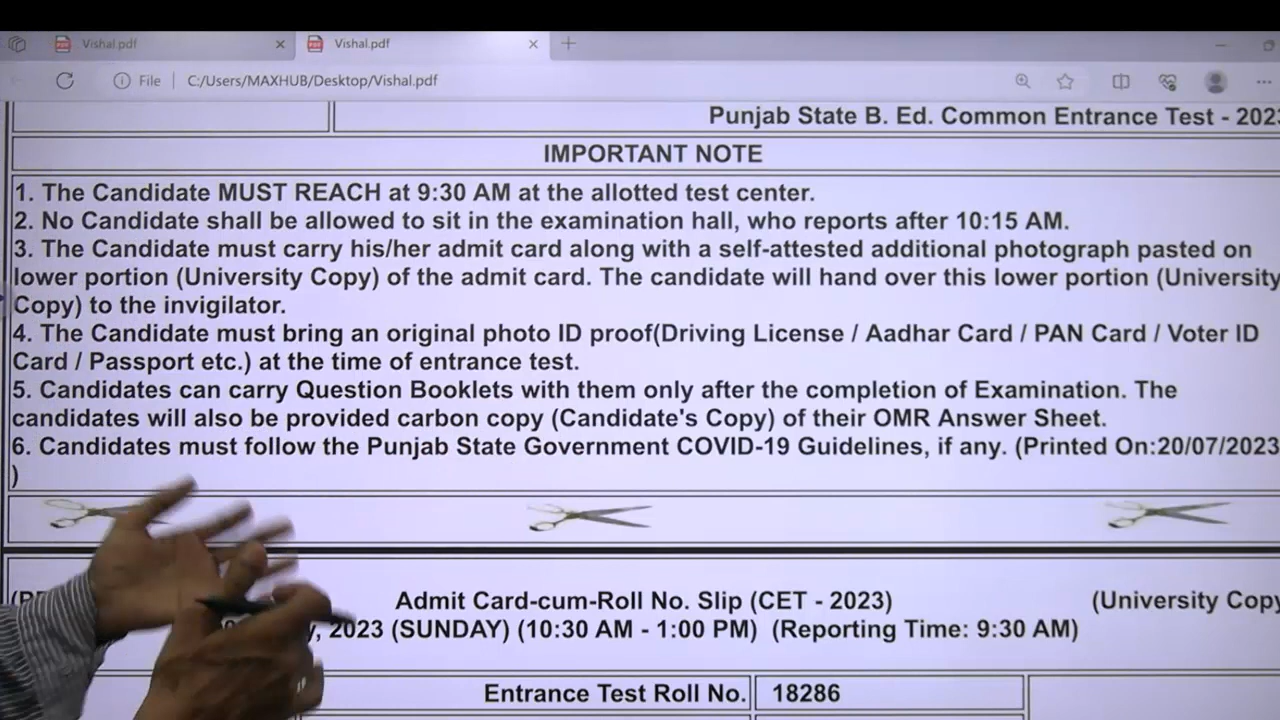 Vishal.pdf
Vishal.pdf
File
C:/Users/MAXHUB/Desktop/Vishal.pdf
Punjab State B. Ed. Common Entrance Test -
IMPORTANT NOTE
1. The Candidate MUST REACH at 9:30 AM at the allotted test center.
2. No Candidate shall be allowed to sit in the examination hall, who reports after 10:15 AM.
3. The Candidate must carry his/her admit card along with a self-attested additional photograph pasted on
lower portion (University Copy) of the admit card. The candidate will hand over this lower portion (University
Copy) to the invigilator.
4. The Candidate must bring an original photo ID proof(Driving License / Aadhar Card / PAN Card / Voter ID
Card / Passport etc.) at the time of entrance test.
5. Candidates can carry Question Booklets with them only after the completion of Examination. The
candidates will also be provided carbon copy (Candidate's Copy) of their OMR Answer Sheet.
6. Candidates must follow the Punjab State Government COVID-19 Guidelines, if any. (Printed On:20/07/2023
)
Admit Card-cum-Roll No. Slip (CET - 2023)
(University Copy
2023 (SUNDAY) (10:30 AM - 1:00 PM) (Reporting Time: 9:30 AM)
Entrance Test Roll No.
18286